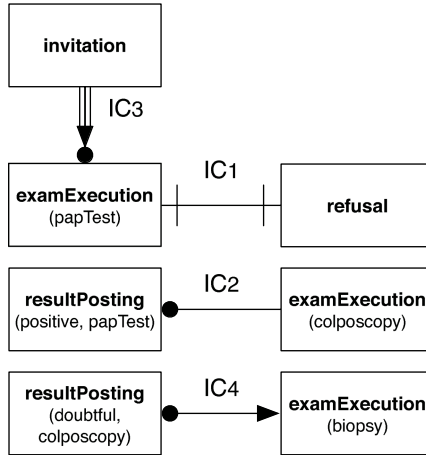 invitation
IC3
examExecution
(papTest)
IC1
refusal
resultPosting
(positive, papTest)
IC2
examExecution
(colposcopy)
resultPosting
(doubtful,
colposcopy)
IC4
examExecution
(biopsy)